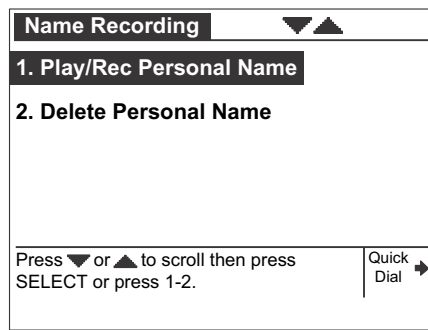 Name Recording
1. Play/Rec Personal Name
2. Delete Personal Name
Press ▼ or ▲ to scroll then press
SELECT or press 1-2.
Quick
Dial